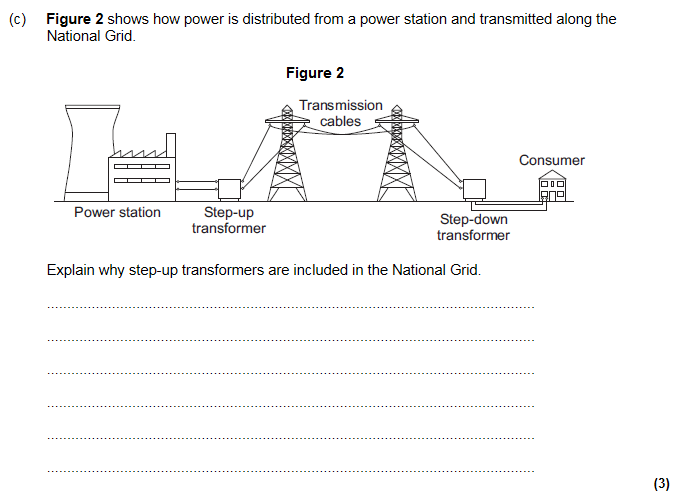 (c) Figure 2 shows how power is distributed from a power station and transmitted along the
National Grid.
Figure 2
Transmission
cables
Consumer
Power station
Step-up
transformer
Step-down
transformer
Explain why step-up transformers are included in the National Grid.
(3)